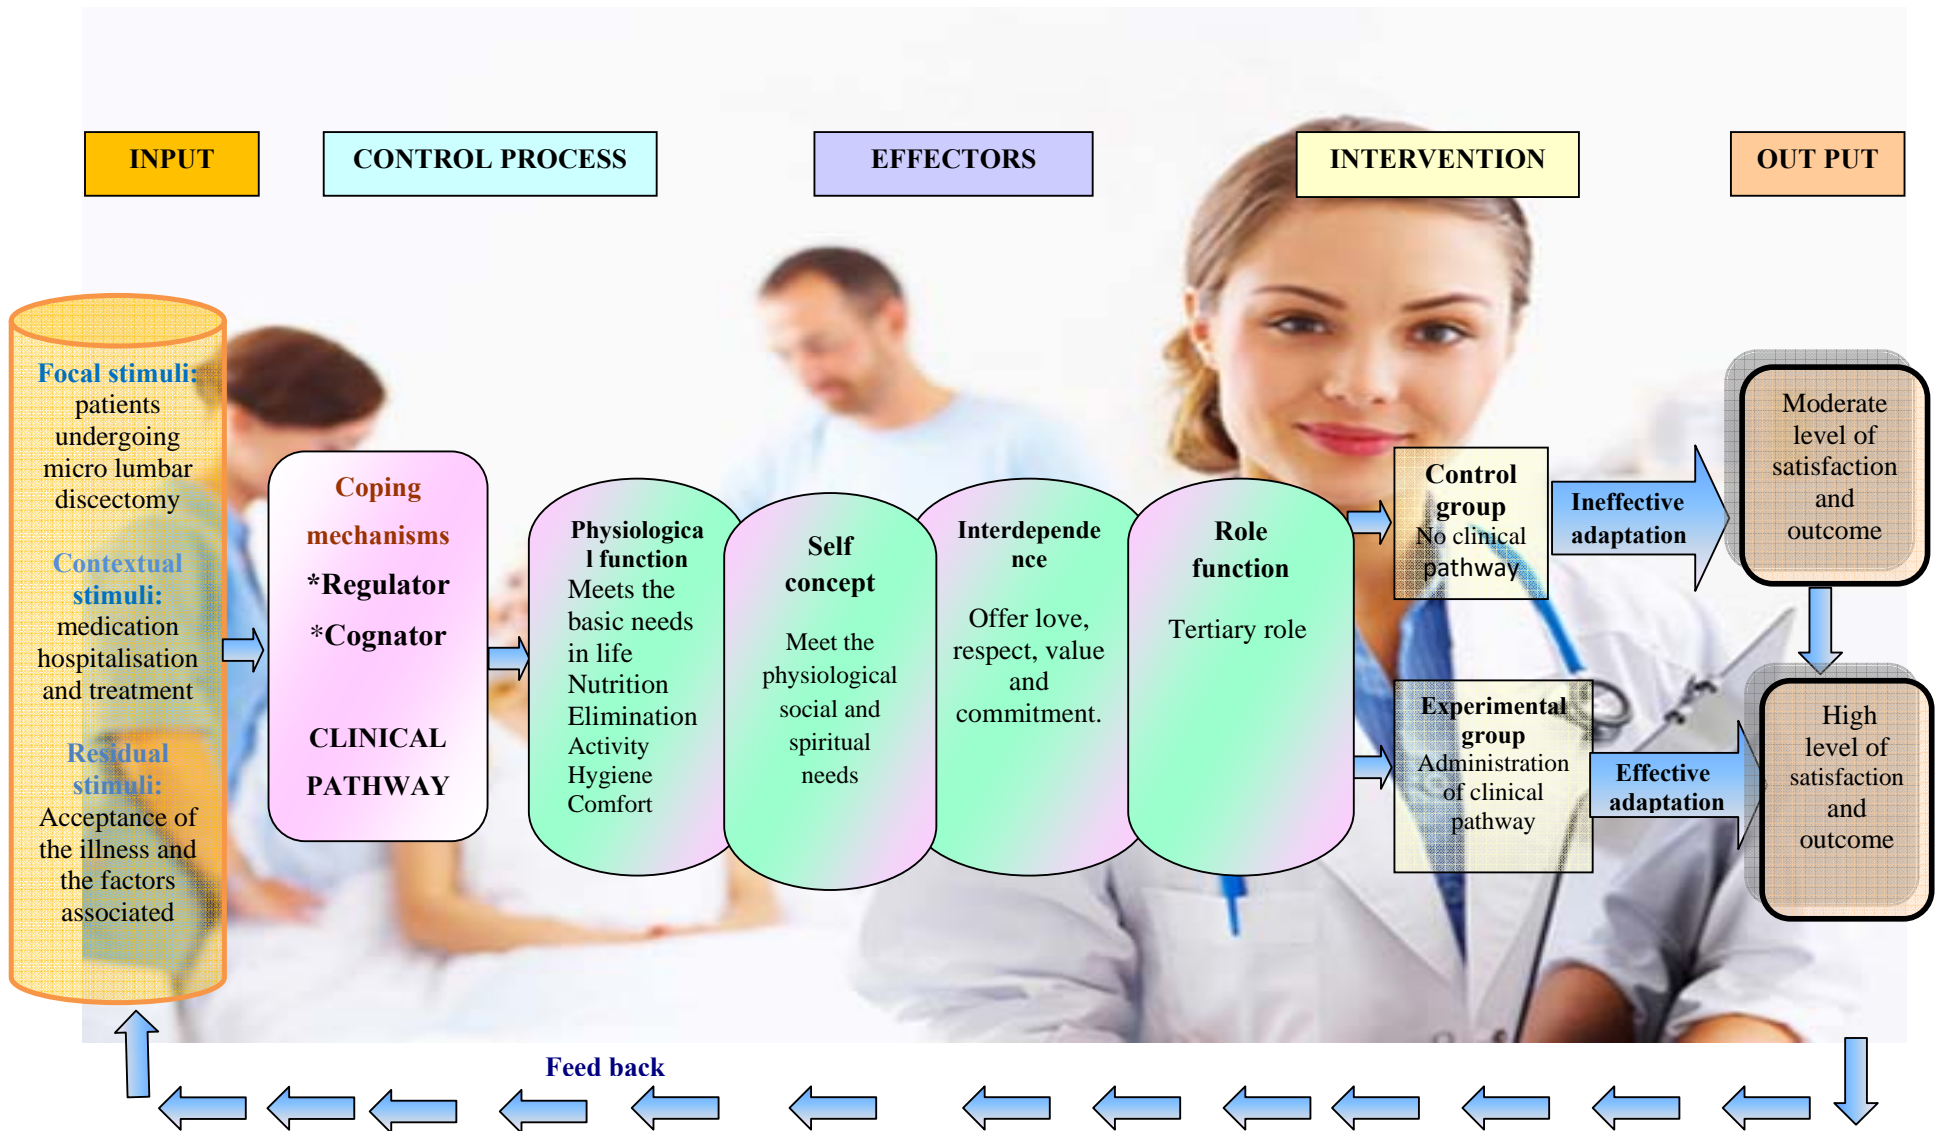 INPUT
CONTROL PROCESS
EFFECTORS
INTERVENTION
OUT PUT
Focal stimuli:
patients
undergoing
micro lumbar
discectomy
Contextual
stimuli:
medication
hospitalisation
and treatment
Residual
stimuli:
Acceptance of
the illness and
the factors
associated
Coping
mechanisms
*Regulator
*Cognator
CLINICAL
PATHWAY
Physiologica
l function
Meets the
basic needs
in life
Nutrition
Elimination
Activity
Hygiene
Comfort
Self
concept
Meet the
physiological
social and
spiritual
needs
Interdepende
nce
Offer love,
respect, value
and
commitment.
Role
function
Tertiary role
Control
group
No clinical
pathway
Experimental
group
Administration
of clinical
pathway
Ineffective
adaptation
Effective
adaptation
Moderate
level of
satisfaction
and
outcome
High
level of
satisfaction
and
outcome
Feed back